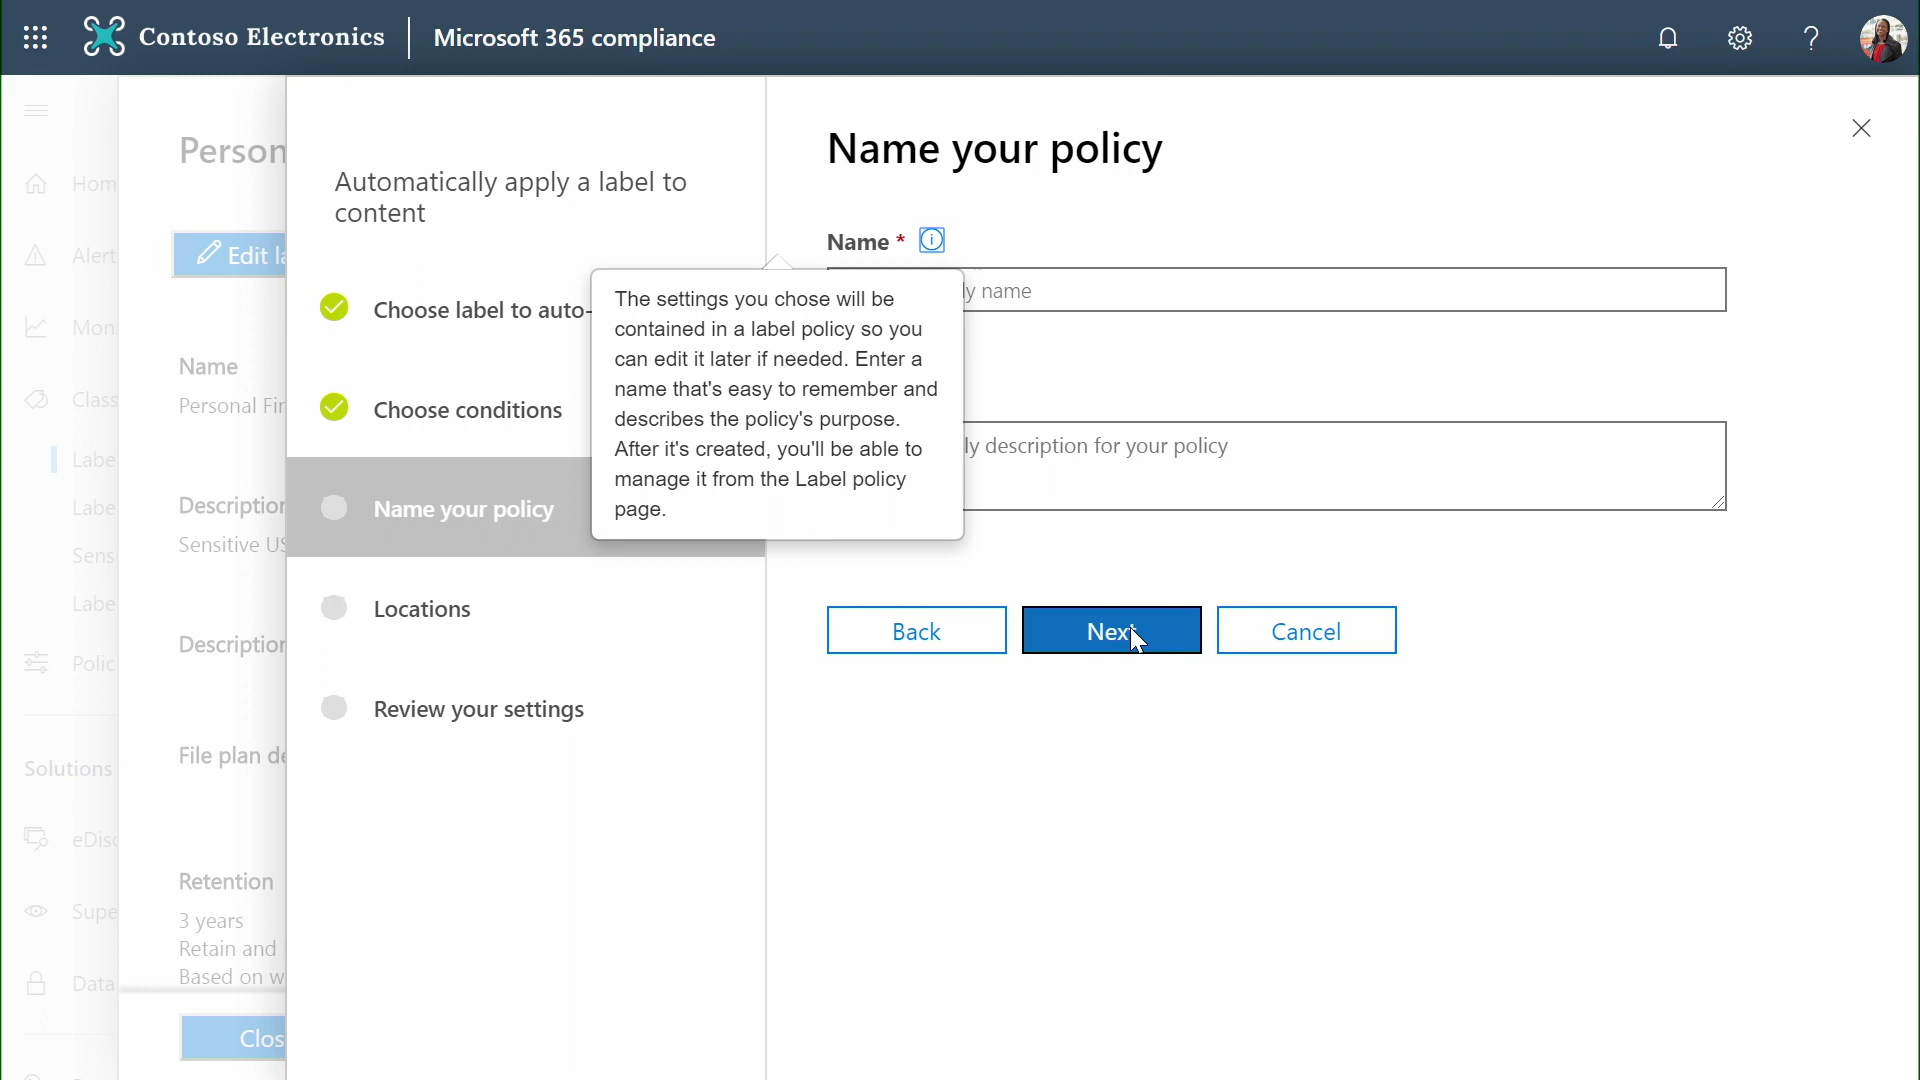 Contoso Electronics
Microsoft 365 compliance
Automatically apply a label to
content
Choose label to auto-
Choose conditions
Name your policy
Locations
Review your settings
Name your policy
Name * 
name
description for your policy
The settings you chose will be
contained in a label policy so you
can edit it later if needed. Enter a
name that's easy to remember and
describes the policy's purpose.
After it's created, you'll be able to
manage it from the Label policy
page.
Back
Next
Cancel
Person
Edit la
Name
Personal Fir
Description
Sensitive US
Description
File plan de
Retention
3 years
Retain and
Based on w
Clos
Hom
Alert
Mon
Class
Labe
Labe
Sens
Labe
Polic
Solutions
eDisc
Supe
Data